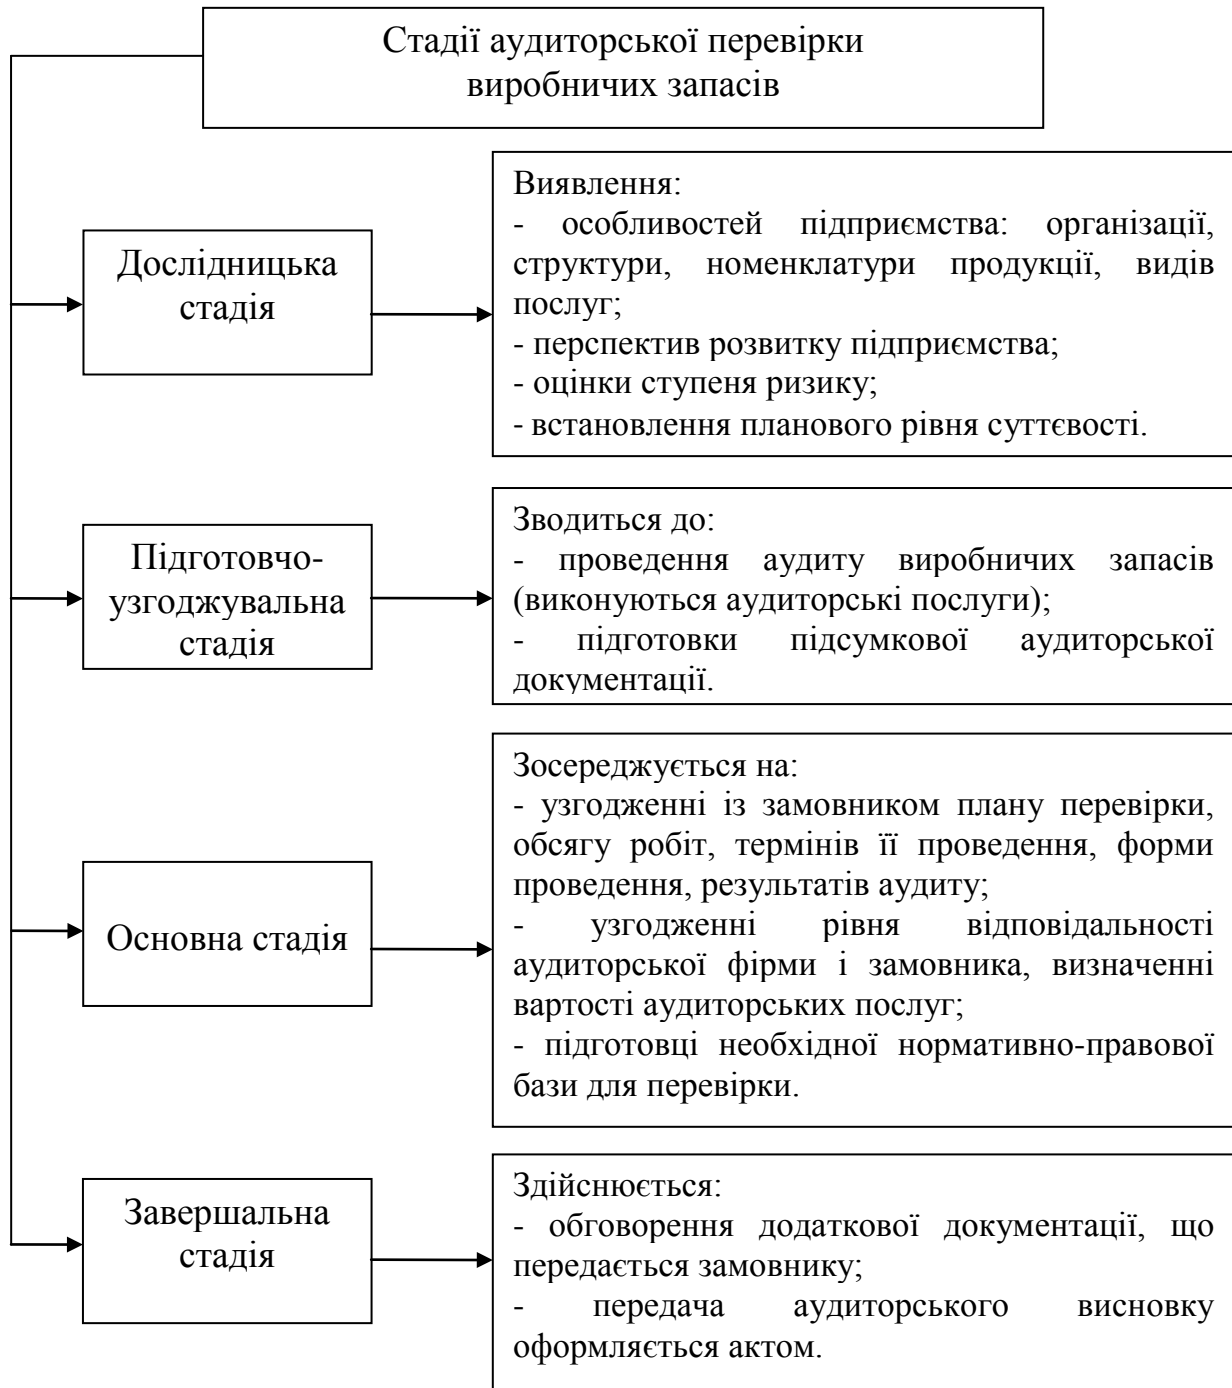 Стадії аудиторської перевірки
виробничих запасів
Дослідницька
стадія
Виявлення:
- особливостей підприємства: організації,
структури, номенклатури продукції, видів
послуг;
- перспектив розвитку підприємства;
- оцінки ступеня ризику;
- встановлення планового рівня суттєвості.
Підготовчо-
узгоджувальна
стадія
Зводиться до:
- проведення аудиту виробничих запасів
(виконуються аудиторські послуги);
- підготовки підсумкової аудиторської
документації.
Основна стадія
Зосереджується на:
- узгодженні із замовником плану перевірки,
обсягу робіт, термінів її проведення, форми
проведення, результатів аудиту;
- узгодженні рівня відповідальності
аудиторської фірми і замовника, визначенні
вартості аудиторських послуг;
- підготовці необхідної нормативно-правової
бази для перевірки.
Завершальна
стадія
Здійснюється:
- обговорення додаткової документації, що
передається замовнику;
- передача аудиторського висновку
оформляється актом.